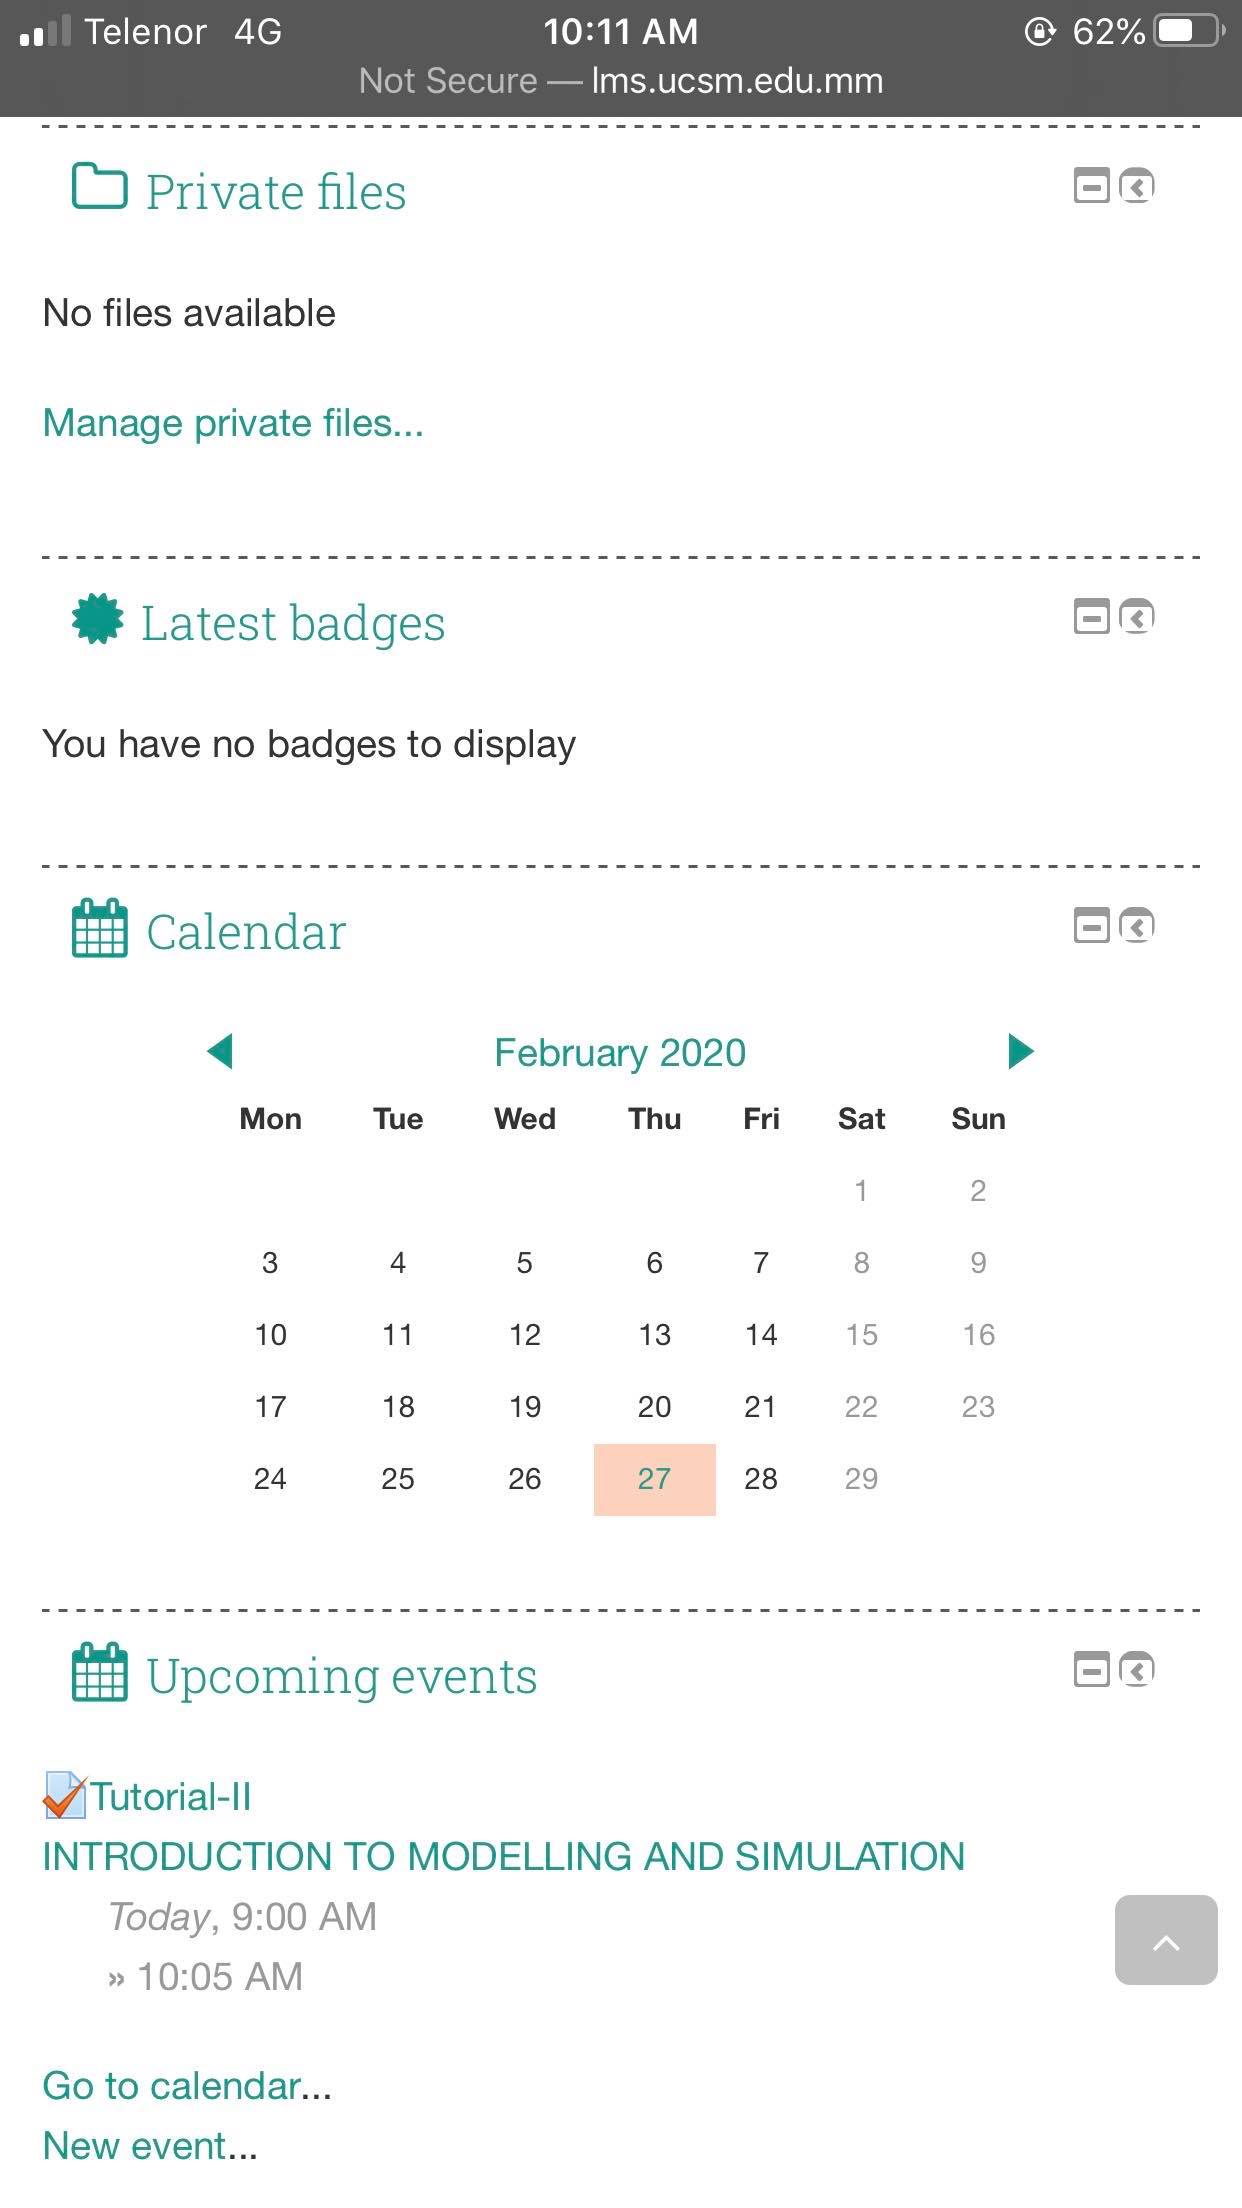 Telenor 4G 10:11 AM 62%
Not Secure — lms.ucsm.edu.mm
Private files
No files available
Manage private files...
Latest badges
You have no badges to display
Calendar
February 2020
Mon Tue Wed Thu Fri Sat Sun
1 2
3 4 5 6 7 8 9
10 11 12 13 14 15 16
17 18 19 20 21 22 23
24 25 26 27 28 29
Upcoming events
Tutorial-II
INTRODUCTION TO MODELLING AND SIMULATION
Today, 9:00 AM
» 10:05 AM
Go to calendar...
New event...